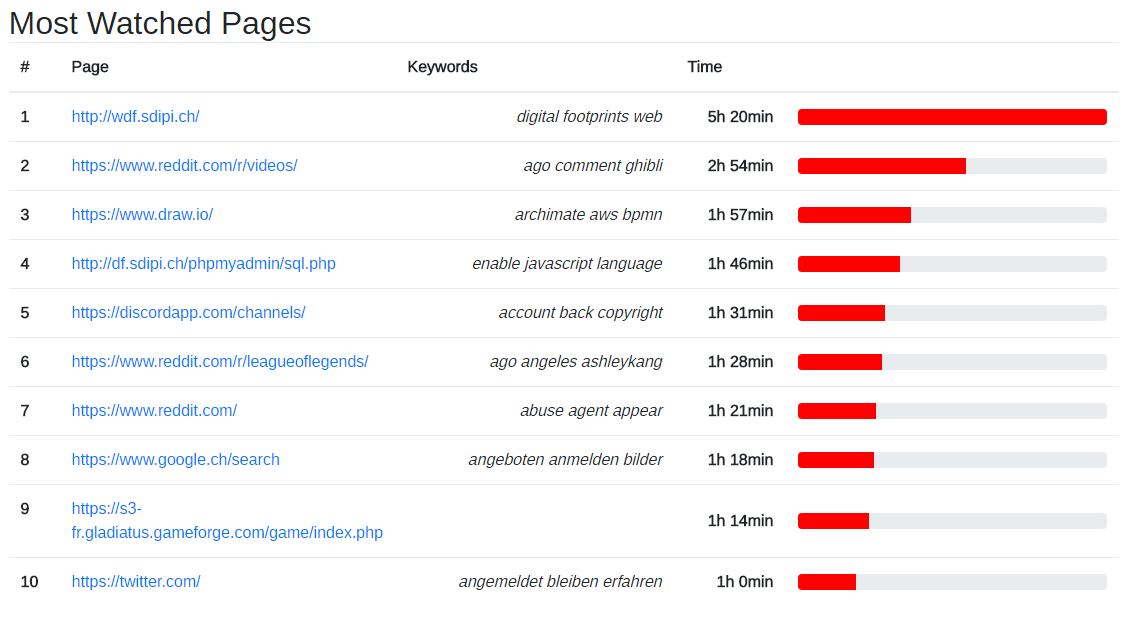 Most Watched Pages
# Page Keywords Time
1 http://wdf.sdipi.ch/ digital footprints web 5h 20min
2 https://www.reddit.com/r/videos/ ago comment ghibli 2h 54min
3 https://www.draw.io/ archimate aws bpmn 1h 57min
4 http://df.sdipi.ch/phpmyadmin/sql.php enable javascript language 1h 46min
5 https://discordapp.com/channels/ account back copyright 1h 31min
6 https://www.reddit.com/r/leagueoflegends/ ago angeles ashleykang 1h 28min
7 https://www.reddit.com/ abuse agent appear 1h 21min
8 https://www.google.ch/search angeboten anmelden bilder 1h 18min
9 https://s3-
fr.gladiatus.gameforge.com/game/index.php 1h 14min
10 https://twitter.com/ angemeldet bleiben erfahren 1h 0min